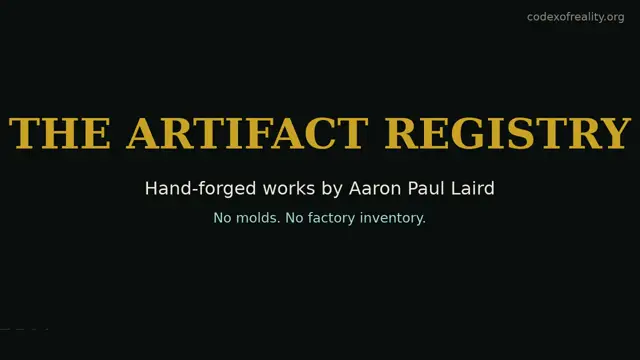 codexofreality.org
THE ARTIFACT REGISTRY
Hand-forged works by Aaron Paul Laird
No molds. No factory inventory.